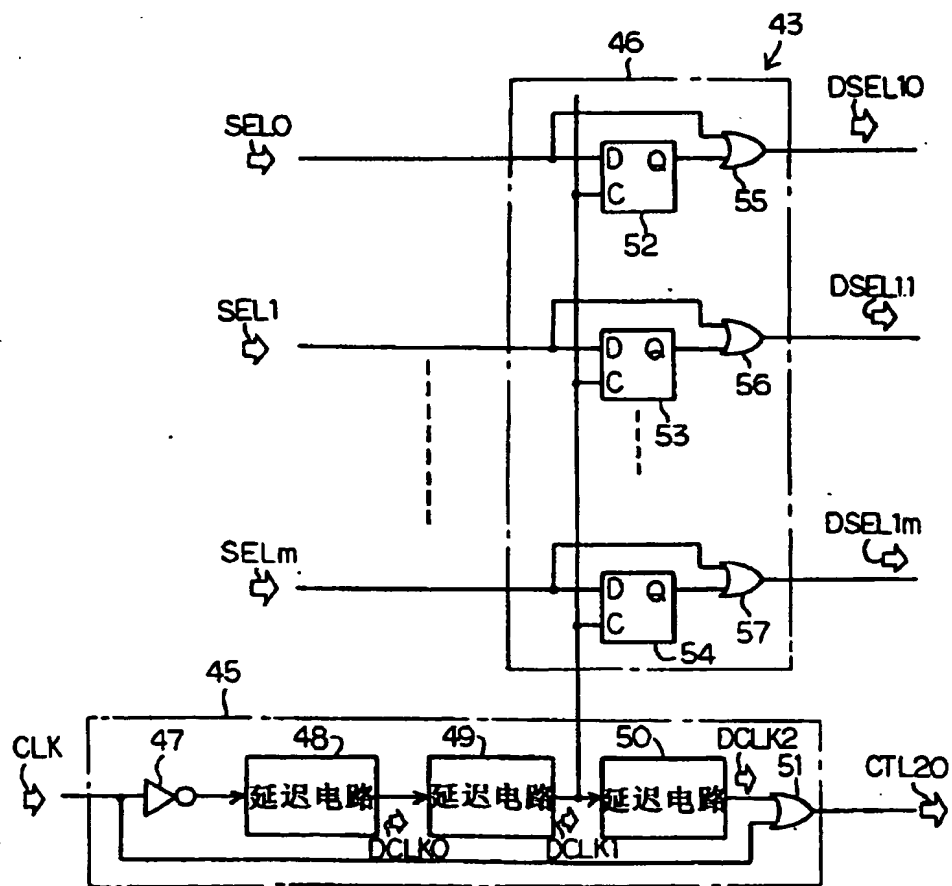 43
46
DSEL10
SEL0
D Q
C
55
52
DSEL11
SEL1
D Q
C
56
53
DSEL1m
SELm
D Q
C
57
54
45
CLK
47
48
49
50
DCLK2
51
CTL20
延迟电路
延迟电路
延迟电路
DCLK0
DCLK1